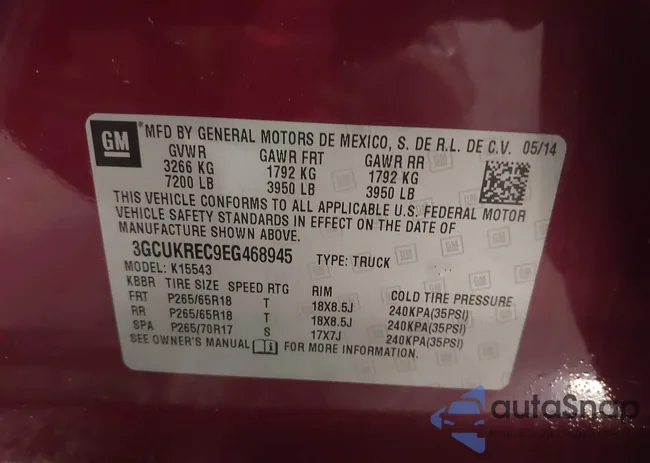 GM MFD BY GENERAL MOTORS DE MEXICO, S. DE R.L. DE C.V. 05/14
GVWR GAWR FRT GAWR RR
3266 KG 1792 KG 1792 KG
7200 LB 3950 LB 3950 LB
THIS VEHICLE CONFORMS TO ALL APPLICABLE U.S. FEDERAL MOTOR
VEHICLE SAFETY STANDARDS IN EFFECT ON THE DATE OF
MANUFACTURE SHOWN ABOVE.
3GCUKREC9EG468945 TYPE: TRUCK
MODEL: K15543
KBBR TIRE SIZE SPEED RTG RIM COLD TIRE PRESSURE
FRT P265/65R18 T 18X8.5J 240KPA(35PSI)
RR P265/65R18 T 18X8.5J 240KPA(35PSI)
SPA P265/70R17 S 17X7J 240KPA(35PSI)
SEE OWNER'S MANUAL FOR MORE INFORMATION.
autaSnap